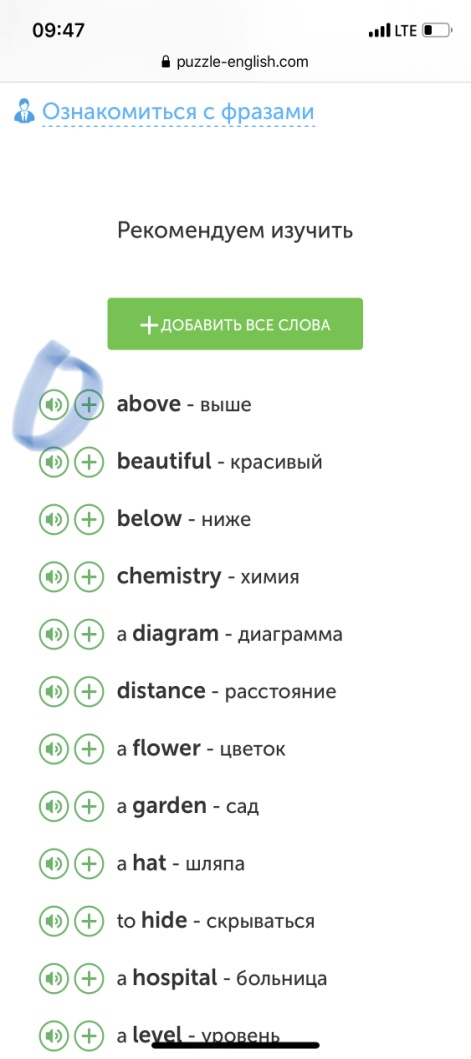 09:47 LTE
puzzle-english.com
Ознакомиться с фразами
Рекомендуем изучить
+ ДОБАВИТЬ ВСЕ СЛОВА
above - выше
beautiful - красивый
below - ниже
chemistry - химия
a diagram - диаграмма
distance - расстояние
a flower - цветок
a garden - сад
a hat - шляпа
to hide - скрываться
a hospital - больница
a level - уровень